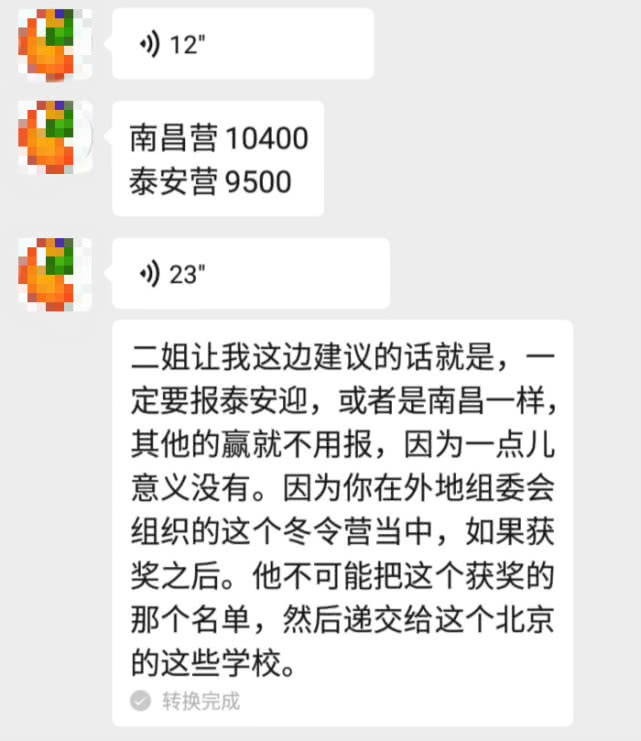 12"
南昌营 10400
泰安营 9500
23"
二姐让我这边建议的话就是，一
定要报泰安迎，或者是南昌一样，
其他的赢就不用报，因为一点儿
意义没有。因为你在外地组委会
组织的这个冬令营当中，如果获
奖之后。他不可能把这个获奖的
那个名单，然后递交给这个北京
的这些学校。
转换完成